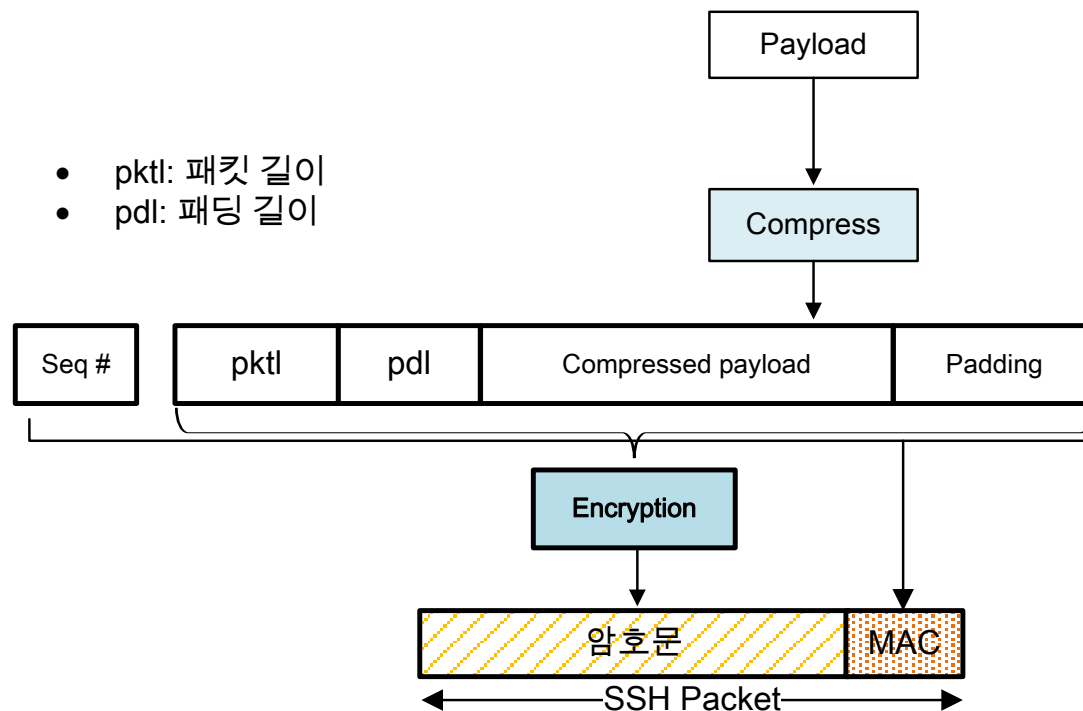 Payload
• pktl: 패킷 길이
• pdl: 패딩 길이
Compress
Seq # pktl pdl Compressed payload Padding
Encryption
암호문 MAC
SSH Packet